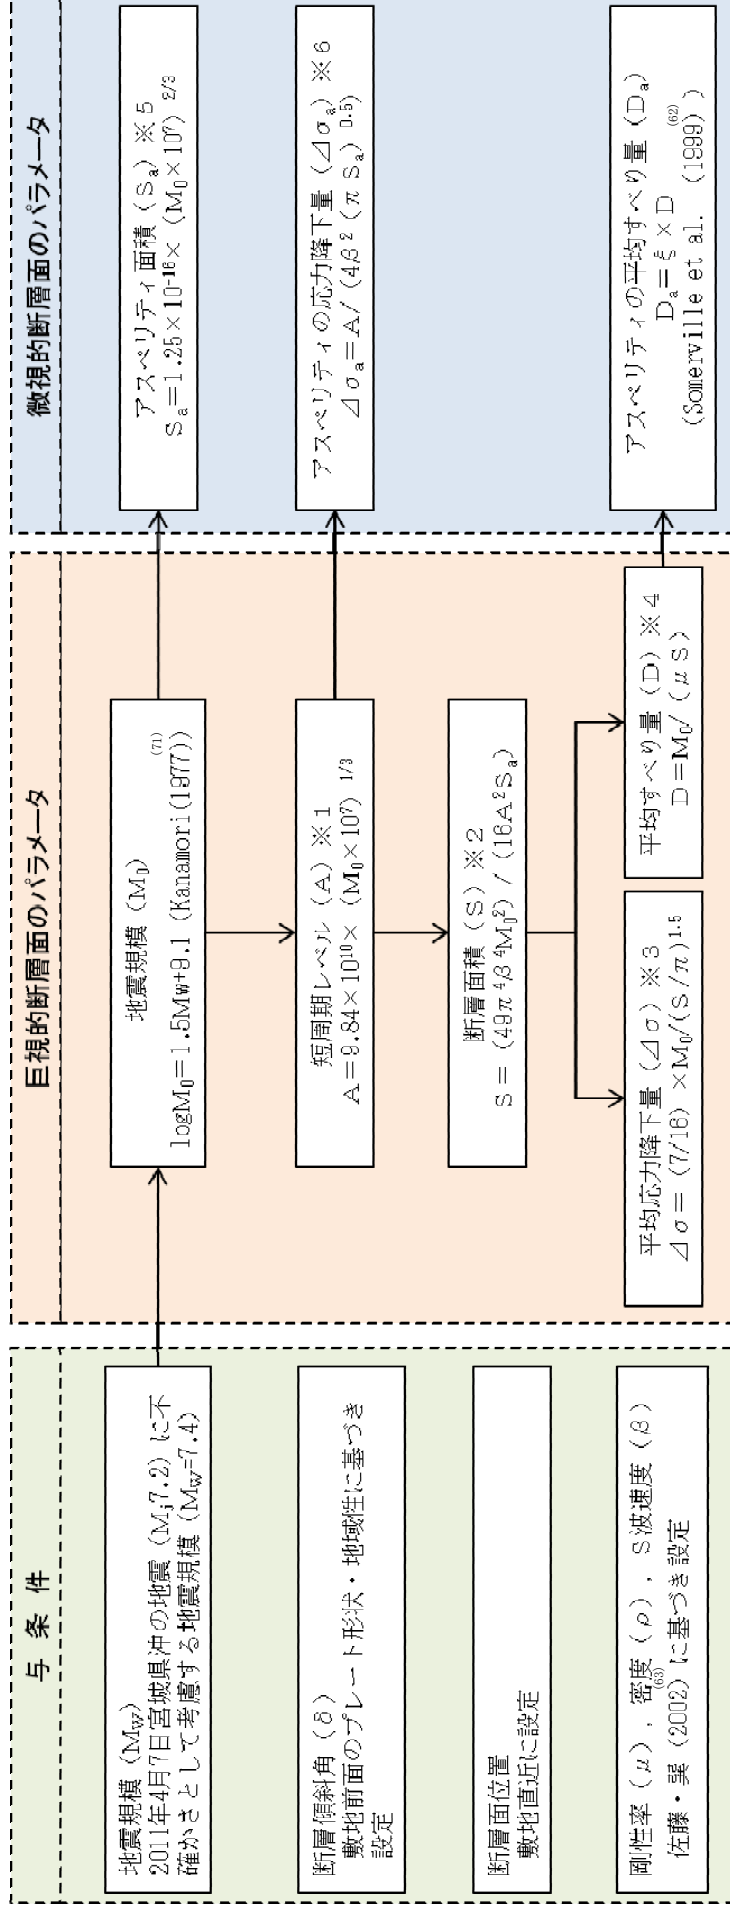 与 条 件
地震規模（Mw）
2011年4月7日宮城県沖の地震（Mj7.2）に不
確かさとして考慮する地震規模（Mw=7.4）
断層傾斜角（δ）
敷地前面のプレート形状・地域性に基づき
設定
断層面位置
敷地直近に設定
剛性率（μ），密度（ρ），S波速度（β）
佐藤・巽（2002）(63)に基づき設定
巨視的断層面のパラメータ
地震規模（M0）
logM0＝1.5Mw+9.1（Kanamori(1977)(71)）
短周期レベル（A）※1
A＝9.84×10^10×（M0×10^7）^1/3
断層面積（S）※2
S＝（49π^4β^4M0^2）/（16A^2Sa）
平均応力降下量（Δσ）※3
Δσ＝（7/16）×M0/(S/π)^1.5
平均すべり量（D）※4
D＝M0/（μS）
微視的断層面のパラメータ
アスペリティ面積（Sa）※5
Sa＝1.25×10^-16×（M0×10^7）^2/3
アスペリティの応力降下量（Δσa）※6
Δσa＝A/（4β^2（πSa）^0.5）
アスペリティの平均すべり量（Da）
Da＝ξ×D
(Somerville et al.（1999）(62))